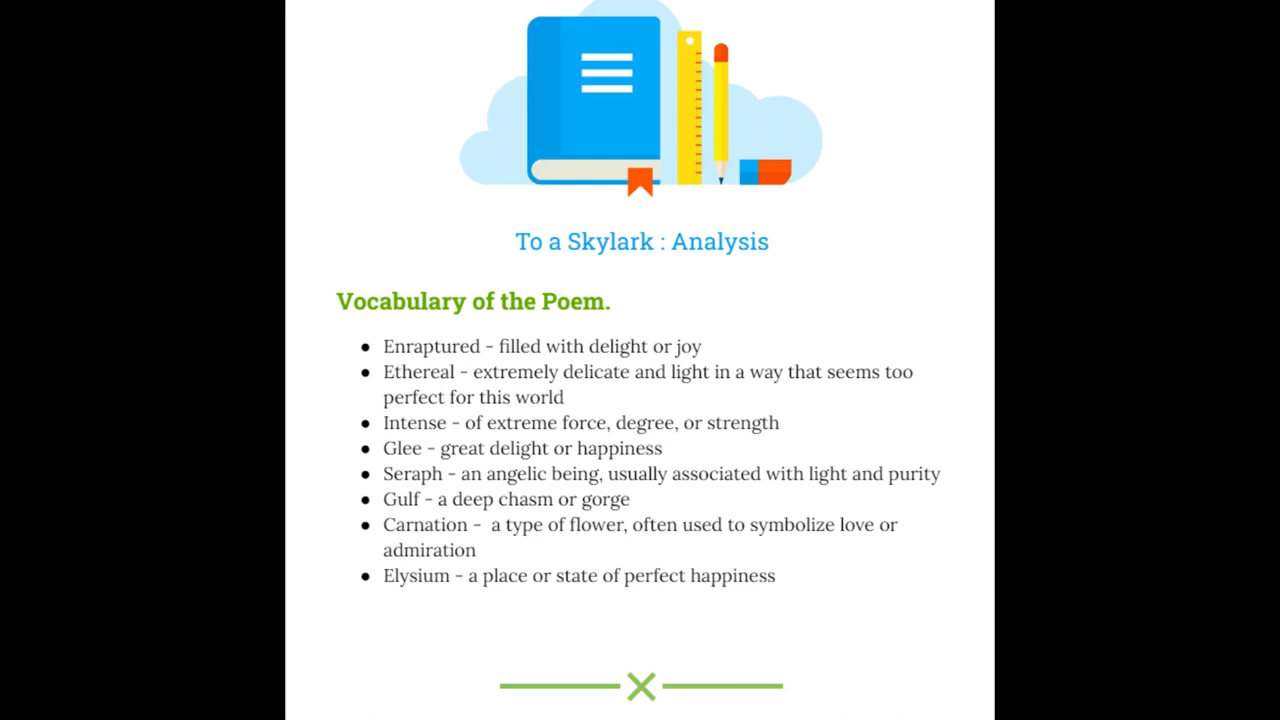 To a Skylark : Analysis
Vocabulary of the Poem.
● Enraptured - filled with delight or joy
● Ethereal - extremely delicate and light in a way that seems too
perfect for this world
● Intense - of extreme force, degree, or strength
● Glee - great delight or happiness
● Seraph - an angelic being, usually associated with light and purity
● Gulf - a deep chasm or gorge
● Carnation -  a type of flower, often used to symbolize love or
admiration
● Elysium - a place or state of perfect happiness